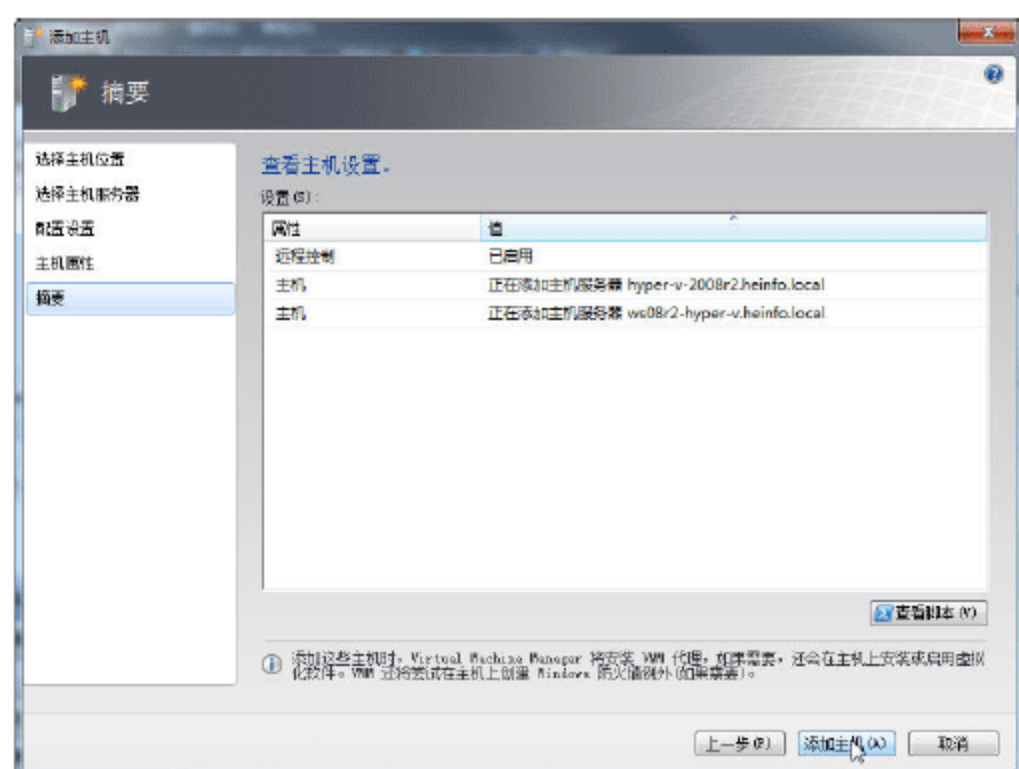 添加主机
摘要
选择主机位置
选择主机服务器
配置设置
主机属性
摘要
查看主机设置。
设置(S):
属性 值
远程控制 已启用
主机 正在添加主机服务器 hyper-v-2008r2.heinfo.local
主机 正在添加主机服务器 ws08r2-hyper-v.heinfo.local
查看脚本(V)
添加这些主机时，Virtual Machine Manager 将安装 VMM 代理，如果需要，还会在主机上安装或启用虚拟
化软件。VMM 还将尝试在主机上创建 Windows 防火墙例外(如果需要)。
上一步(P) 添加主机(A) 取消